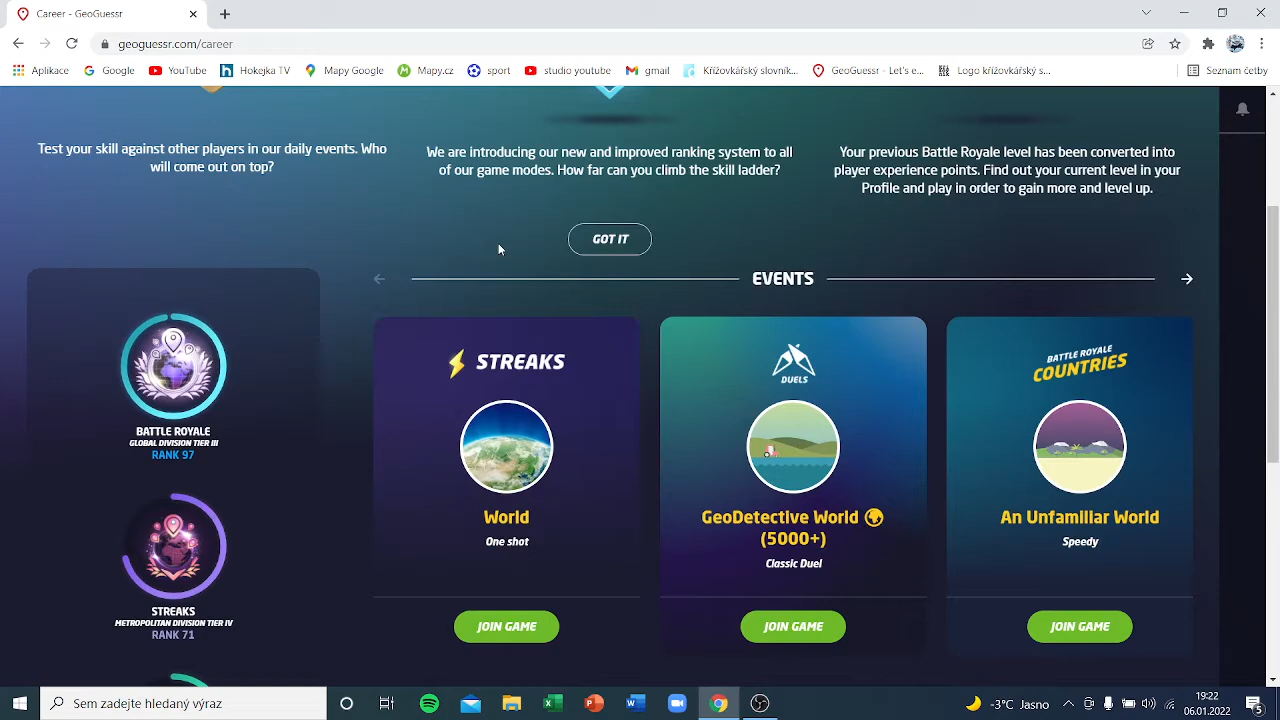 Career - GeoGuessr
geoguessr.com/career
Aplikace
Google
YouTube
Hokejka TV
Mapy Google
Mapy.cz
sport
studio youtube
gmail
Křížovkářský slovník...
GeoGuessr - Let's e...
Logo křížovkářský s...
Seznam četby
Test your skill against other players in our daily events. Who
will come out on top?
We are introducing our new and improved ranking system to all
of our game modes. How far can you climb the skill ladder?
Your previous Battle Royale level has been converted into
player experience points. Find out your current level in your
Profile and play in order to gain more and level up.
GOT IT
EVENTS
BATTLE ROYALE
GLOBAL DIVISION TIER III
RANK 97
STREAKS
METROPOLITAN DIVISION TIER IV
RANK 71
STREAKS
World
One shot
JOIN GAME
DUELS
GeoDetective World
(5000+)
Classic Duel
JOIN GAME
BATTLE ROYALE
COUNTRIES
An Unfamiliar World
Speedy
JOIN GAME
Sem zadejte hledaný výraz
-3°C Jasno
19:22
06.01.2022